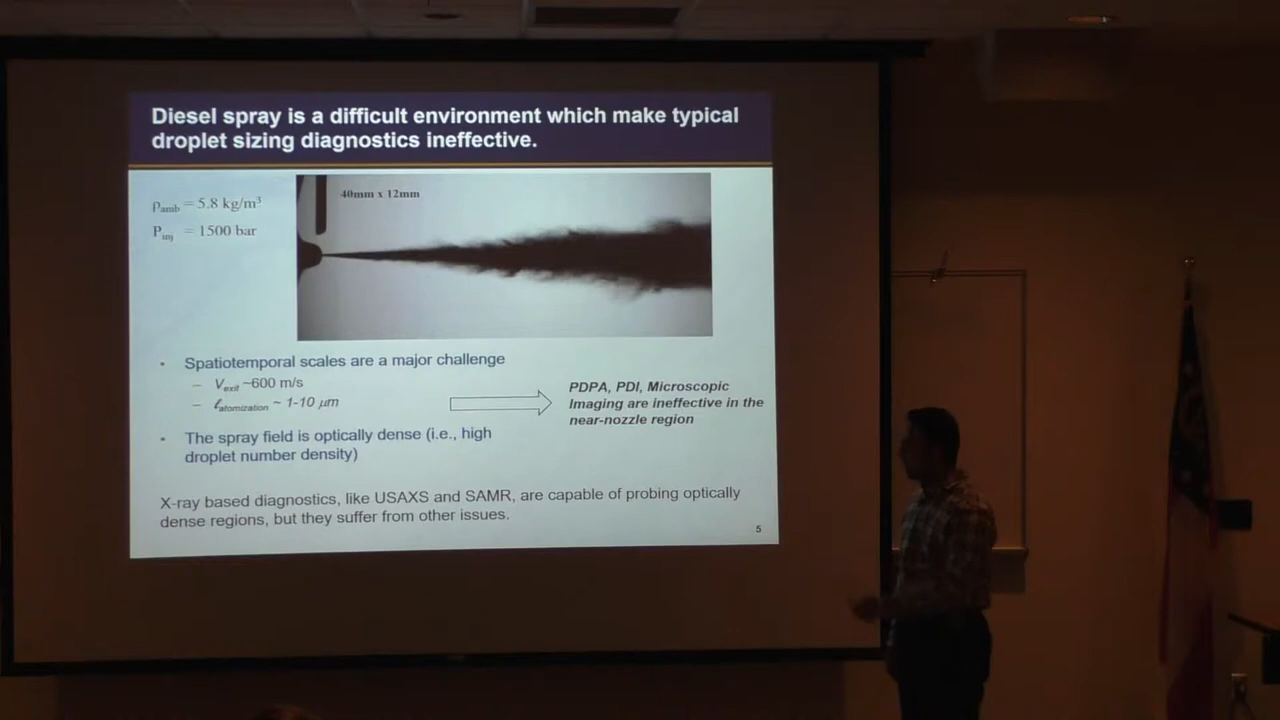 Diesel spray is a difficult environment which make typical
droplet sizing diagnostics ineffective.
ρamb = 5.8 kg/m³
Pinj = 1500 bar
40mm x 12mm
• Spatiotemporal scales are a major challenge
– Vexit ~600 m/s
– ℓatomization ~ 1-10 μm
PDPA, PDI, Microscopic
Imaging are ineffective in the
near-nozzle region
• The spray field is optically dense (i.e., high
droplet number density)
X-ray based diagnostics, like USAXS and SAMR, are capable of probing optically
dense regions, but they suffer from other issues.
5